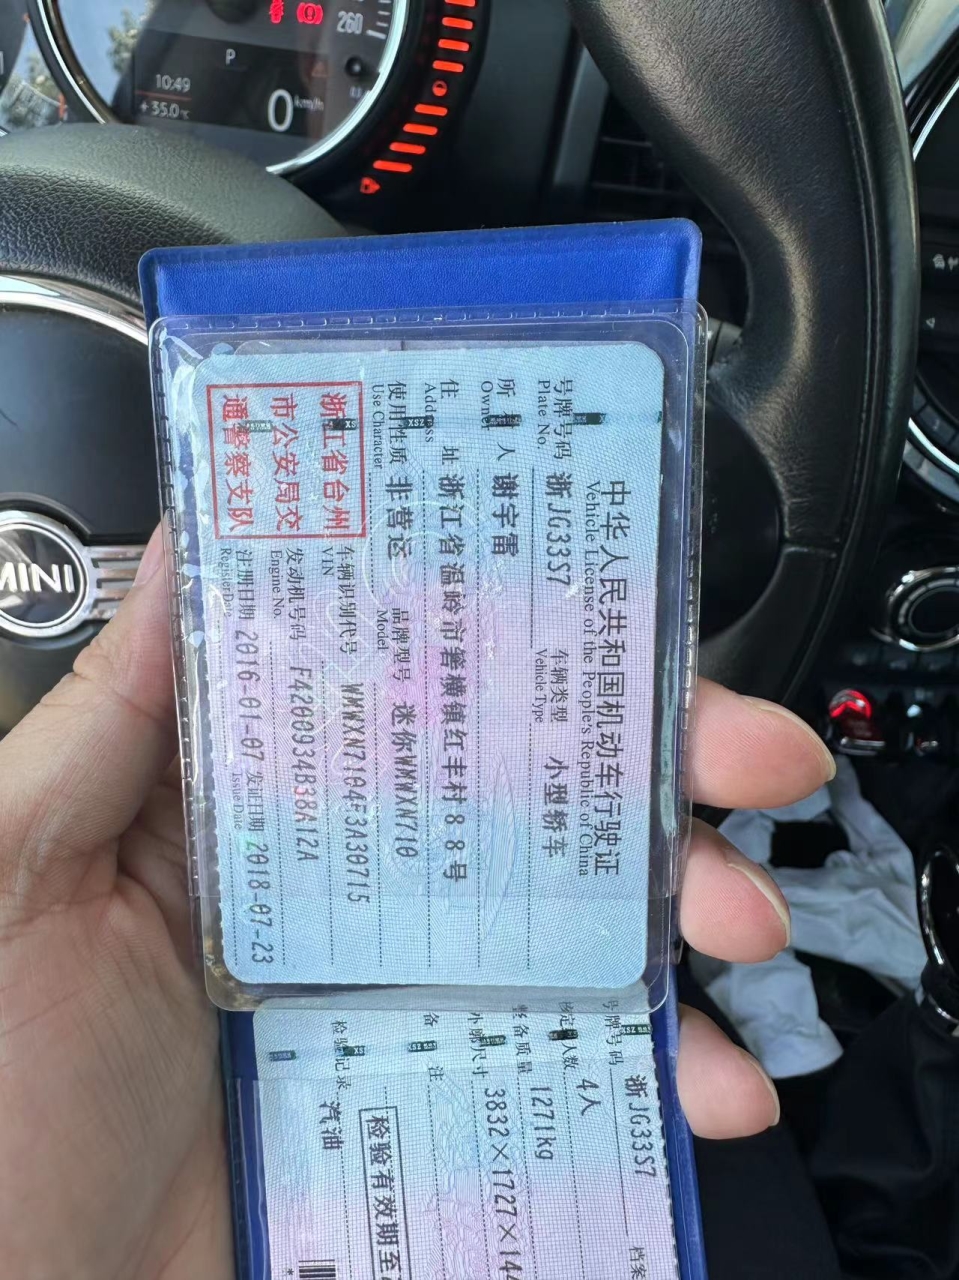 260
P
10:49
+35.0℃
0 km/h
MINI
中华人民共和国机动车行驶证
Vehicle License of the People's Republic of China
号牌号码 浙JG33S7 车辆类型 小型轿车
Plate No. Vehicle Type
所有人 谢宇雷
Owner
住址 浙江省温岭市箬横镇红丰村88号
Address
使用性质 非营运 品牌型号 迷你WMWXN710
Use Character Model
浙江省台州
市公安局交
通警察支队
车辆识别代号 WMWXN7104F3A30715
VIN
发动机号码 F4200934B38A12A
Engine No.
注册日期 2016-01-07 发证日期 2018-07-23
Issue Date
号牌号码 浙JG33S7 档案
人数 4人
整备质量 1271kg
3832×1727×14
备 注
检验有效期至
检验记录 汽油